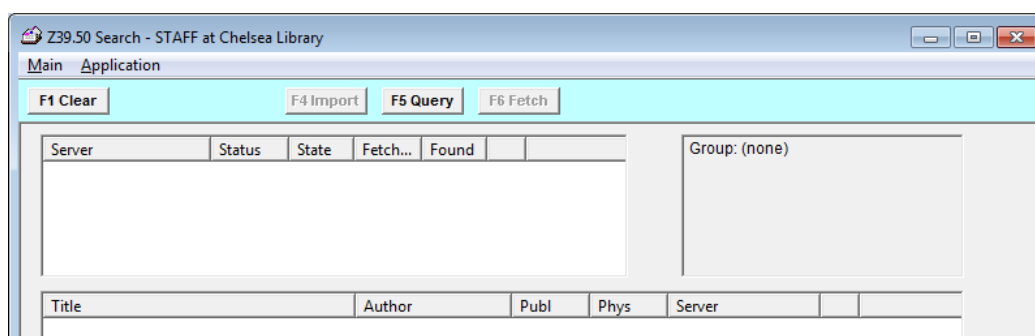 Z39.50 Search - STAFF at Chelsea Library
Main Application
F1 Clear F4 Import F5 Query F6 Fetch
Server Status State Fetch... Found
Group: (none)
Title Author Publ Phys Server